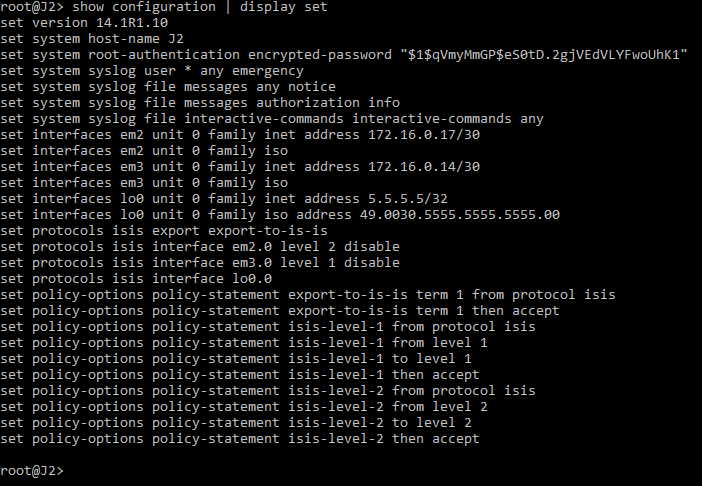 root@J2> show configuration | display set
set version 14.1R1.10
set system host-name J2
set system root-authentication encrypted-password "$1$qVmyMmGP$eS0tD.2gjVEdVLYFwoUhK1"
set system syslog user * any emergency
set system syslog file messages any notice
set system syslog file messages authorization info
set system syslog file interactive-commands interactive-commands any
set interfaces em2 unit 0 family inet address 172.16.0.17/30
set interfaces em2 unit 0 family iso
set interfaces em3 unit 0 family inet address 172.16.0.14/30
set interfaces em3 unit 0 family iso
set interfaces lo0 unit 0 family inet address 5.5.5.5/32
set interfaces lo0 unit 0 family iso address 49.0030.5555.5555.5555.00
set protocols isis export export-to-is-is
set protocols isis interface em2.0 level 2 disable
set protocols isis interface em3.0 level 1 disable
set protocols isis interface lo0.0
set policy-options policy-statement export-to-is-is term 1 from protocol isis
set policy-options policy-statement export-to-is-is term 1 then accept
set policy-options policy-statement isis-level-1 from protocol isis
set policy-options policy-statement isis-level-1 from level 1
set policy-options policy-statement isis-level-1 to level 1
set policy-options policy-statement isis-level-1 then accept
set policy-options policy-statement isis-level-2 from protocol isis
set policy-options policy-statement isis-level-2 from level 2
set policy-options policy-statement isis-level-2 to level 2
set policy-options policy-statement isis-level-2 then accept
root@J2>